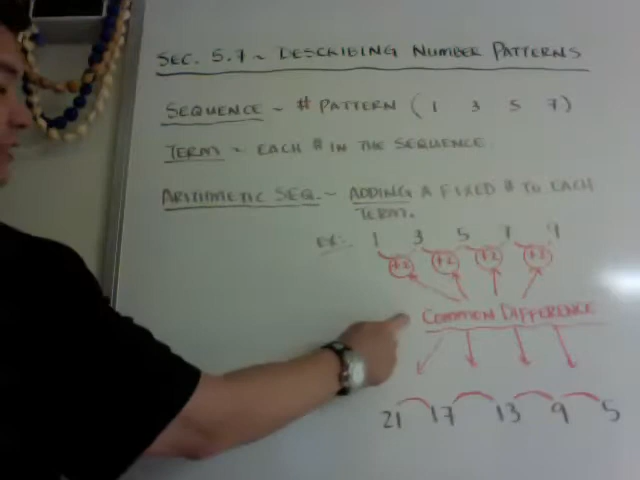 SEC. 5.7 ~ DESCRIBING NUMBER PATTERNS
SEQUENCE ~ # PATTERN ( 1 3 5 7 )
TERM ~ EACH # IN THE SEQUENCE.
ARITHMETIC SEQ. ~ ADDING A FIXED # TO EACH
TERM.
EX: 1 3 5 7 9
+2 +2 +2 +2
COMMON DIFFERENCE
21 17 13 9 5